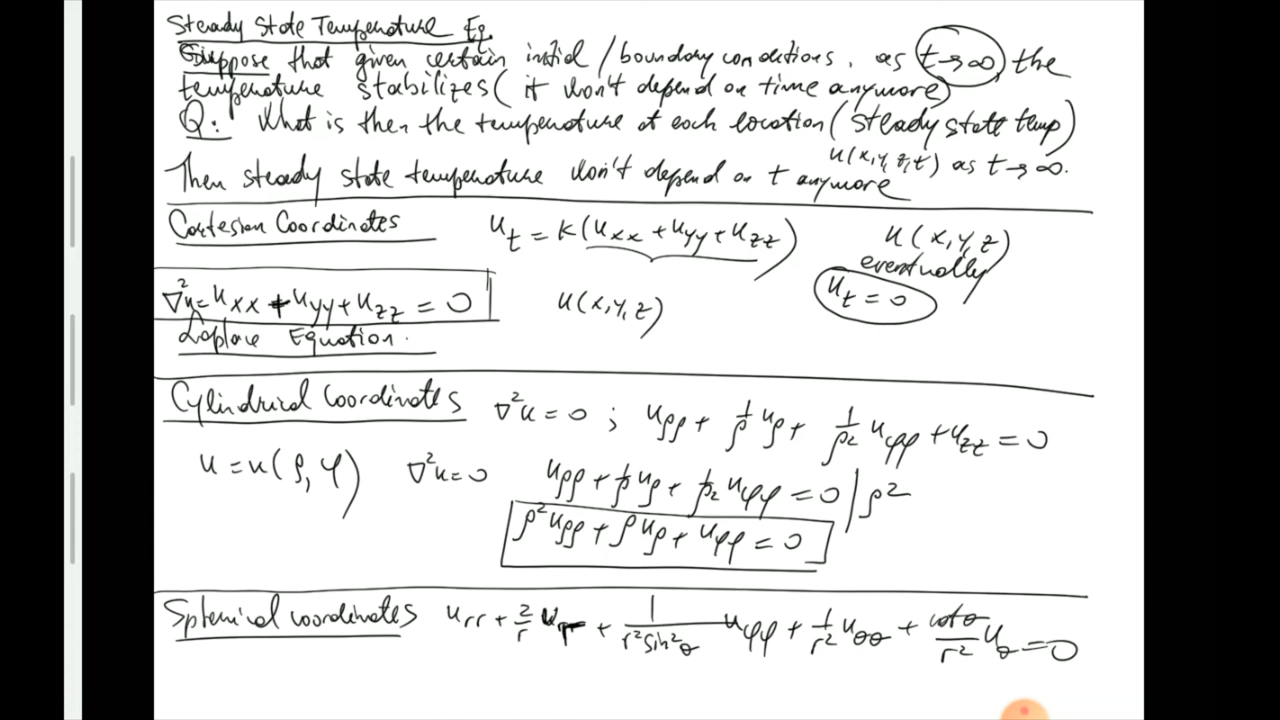 Steady State Temperature Eq.
Suppose that given certain initial / boundary conditions, as t → ∞, the
temperature stabilizes ( it don't depend on time anymore)
Q: What is then the temperature at each location ( steady state temp)
u(x,y,z,t) as t → ∞.
Then steady state temperature don't depend on t anymore
Cartesian Coordinates u_t = K(u_xx + u_yy + u_zz) u(x,y,z)
eventually
∇²u = u_xx + u_yy + u_zz = 0 u(x,y,z) u_t = 0
Laplace Equation.
Cylindrical Coordinates ∇²u = 0 ; u_ρρ + 1/ρ u_ρ + 1/ρ² u_φφ + u_zz = 0
u = u(ρ, φ) ∇²u = 0 u_ρρ + 1/ρ u_ρ + 1/ρ² u_φφ = 0 | ρ²
ρ² u_ρρ + ρ u_ρ + u_φφ = 0
Spherical coordinates u_rr + 2/r u_r + 1/(r² sin²θ) u_φφ + 1/r² u_θθ + cotθ/r² u_θ = 0